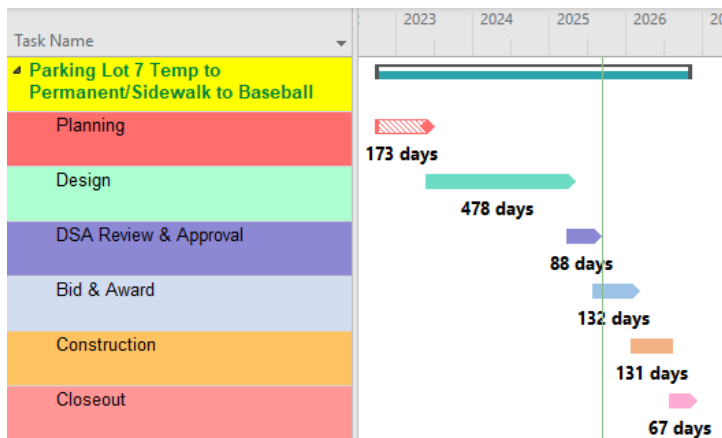 2023 2024 2025 2026
Task Name
Parking Lot 7 Temp to
Permanent/Sidewalk to Baseball
Planning
173 days
Design
478 days
DSA Review & Approval
88 days
Bid & Award
132 days
Construction
131 days
Closeout
67 days